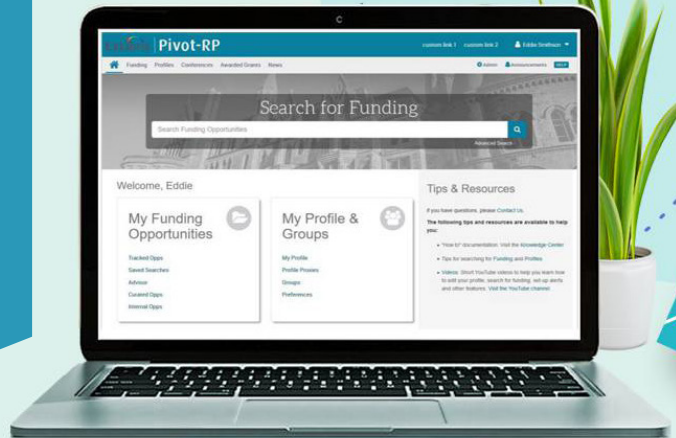 Pivot-RP
custom link 1 custom link 2 Eddie Smithson
Funding Profiles Conferences Awarded Grants News
Admin Announcements HELP
Search for Funding
Search Funding Opportunities
Advanced Search
Welcome, Eddie
My Funding
Opportunities
Tracked Opps
Saved Searches
Advisor
Curated Opps
Internal Opps
My Profile &
Groups
My Profile
Profile Proxies
Groups
Preferences
Tips & Resources
If you have questions, please Contact Us.
The following tips and resources are available to help
you:
"How to" documentation. Visit the Knowledge Center
Tips for searching for Funding and Profiles
Videos. Short YouTube videos to help you learn how
to edit your profile, search for funding, set-up alerts
and other features. Visit the YouTube channel